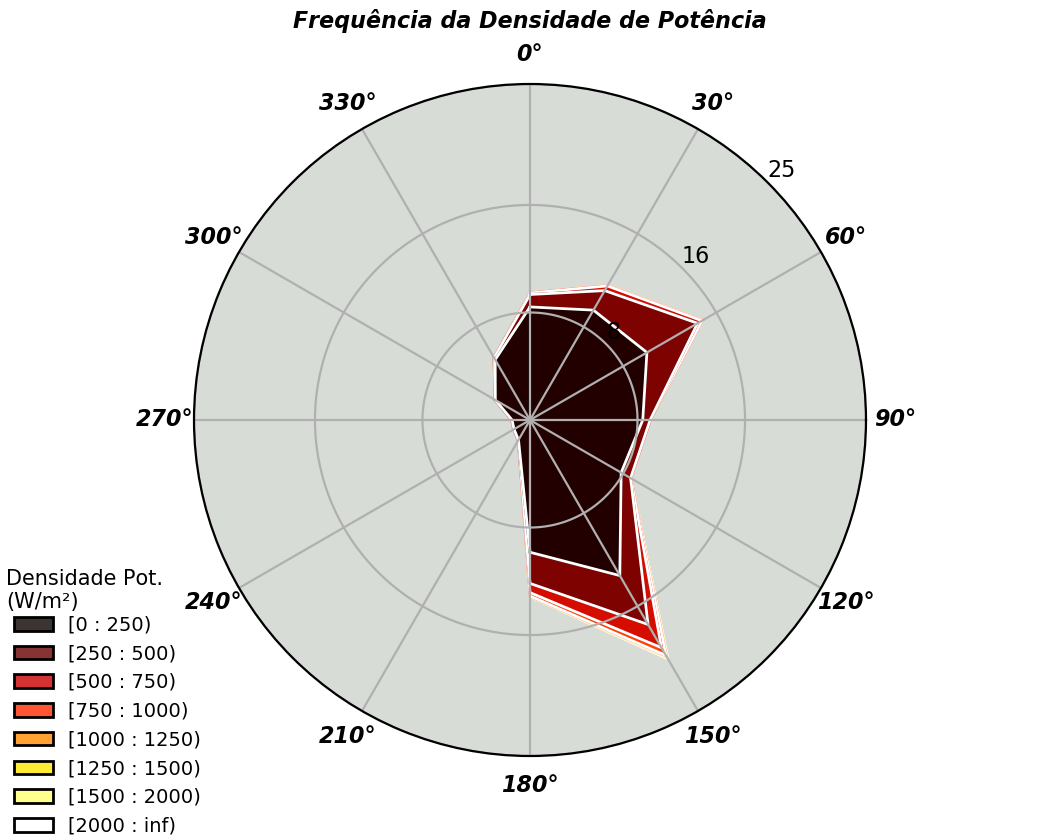 Frequência da Densidade de Potência
0°
330°
30°
25
300°
60°
16
8
270°
90°
240°
120°
210°
150°
180°
Densidade Pot.
(W/m²)
[0 : 250)
[250 : 500)
[500 : 750)
[750 : 1000)
[1000 : 1250)
[1250 : 1500)
[1500 : 2000)
[2000 : inf)